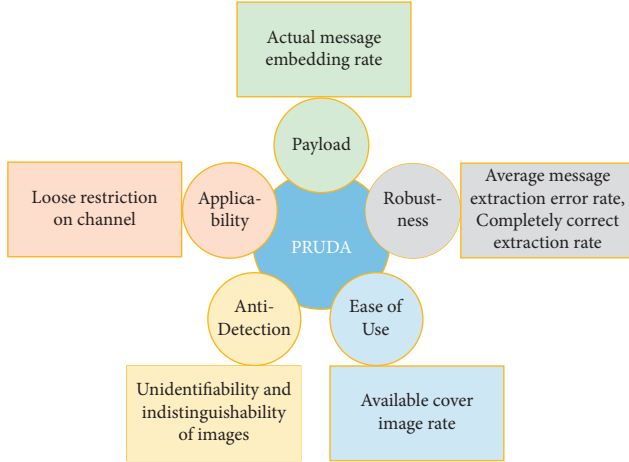 Actual message
embedding rate
Payload
Loose restriction
on channel
Applica-
bility
Robust-
ness
Average message
extraction error rate,
Completely correct
extraction rate
PRUDA
Anti-
Detection
Ease of
Use
Unidentifiability and
indistinguishability
of images
Available cover
image rate